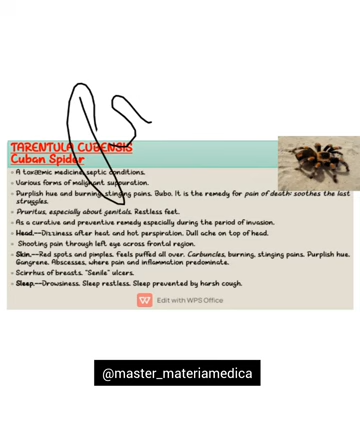 TARENTULA CUBENSIS
Cuban Spider
A toxæmic medicine, septic conditions.
Various forms of malignant suppuration.
Purplish hue and burning, stinging pains. Bubo. It is the remedy for pain of death; soothes the last
struggles.
Pruritus, especially about genitals. Restless feet.
As a curative and preventive remedy especially during the period of invasion.
Head.--Dizziness after heat and hot perspiration. Dull ache on top of head.
Shooting pain through left eye across frontal region.
Skin.--Red spots and pimples. feels puffed all over. Carbuncles, burning, stinging pains. Purplish hue.
Gangrene. Abscesses, where pain and inflammation predominate.
Scirrhus of breasts. "Senile" ulcers.
Sleep.--Drowsiness. Sleep restless. Sleep prevented by harsh cough.
Edit with WPS Office
@master_materiamedica